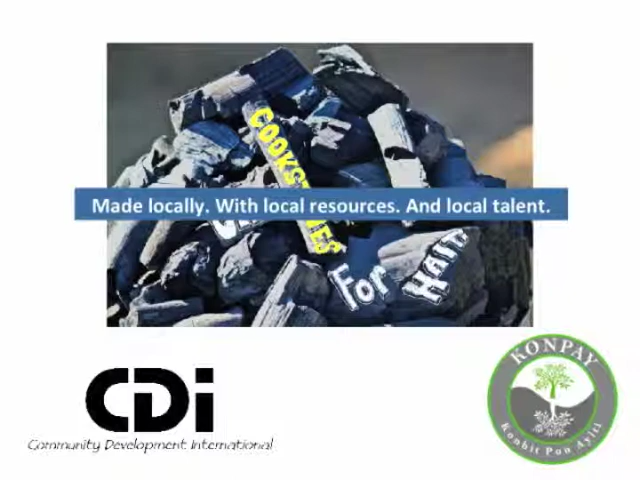 COOKSTOVES
Made locally. With local resources. And local talent.
For HAITI
CDi
Community Development International
KONPAY
Konbit Pou Ayiti